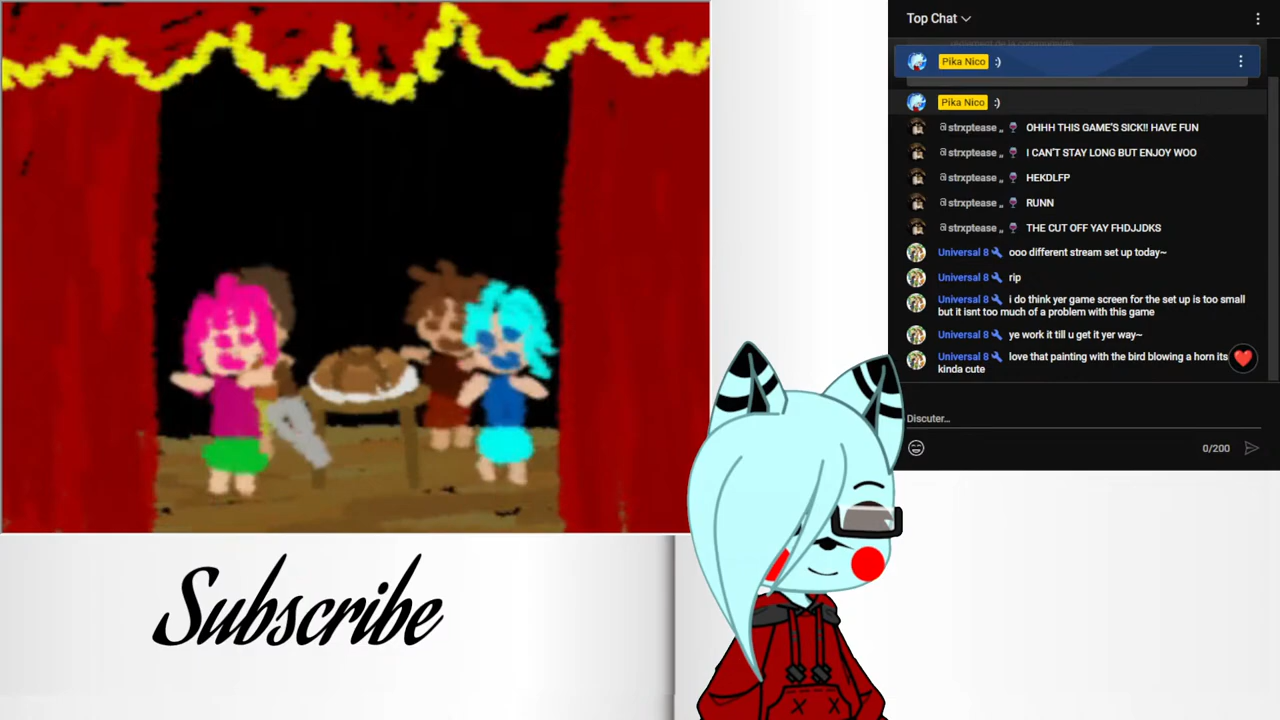 Top Chat
Pika Nico :)
Pika Nico :)
strxptease „ 🍷 OHHH THIS GAME'S SICK!! HAVE FUN
strxptease „ 🍷 I CAN'T STAY LONG BUT ENJOY WOO
strxptease „ 🍷 HEKDLFP
strxptease „ 🍷 RUNN
strxptease „ 🍷 THE CUT OFF YAY FHDJJDKS
Universal 8 ooo different stream set up today~
Universal 8 rip
Universal 8 i do think yer game screen for the set up is too small
but it isnt too much of a problem with this game
Universal 8 ye work it till u get it yer way~
Universal 8 love that painting with the bird blowing a horn its
kinda cute
Discuter...
0/200
Subscribe